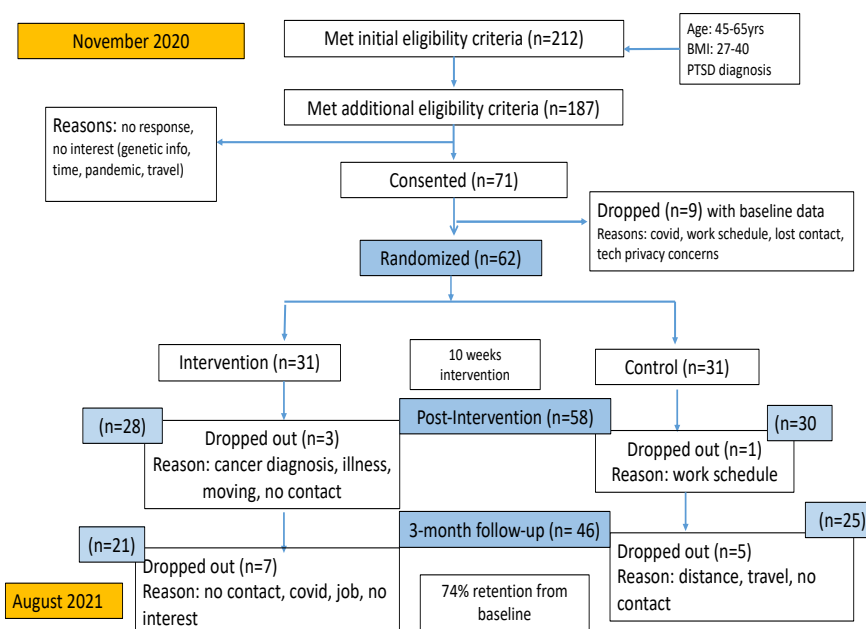 November 2020
Met initial eligibility criteria (n=212)
Age: 45-65yrs
BMI: 27-40
PTSD diagnosis
Met additional eligibility criteria (n=187)
Reasons: no response,
no interest (genetic info,
time, pandemic, travel)
Consented (n=71)
Dropped (n=9) with baseline data
Reasons: covid, work schedule, lost contact,
tech privacy concerns
Randomized (n=62)
Intervention (n=31)
10 weeks
intervention
Control (n=31)
(n=28)
Post-Intervention (n=58)
(n=30
Dropped out (n=3)
Reason: cancer diagnosis, illness,
moving, no contact
Dropped out (n=1)
Reason: work schedule
(n=21)
3-month follow-up (n= 46)
(n=25)
Dropped out (n=7)
Reason: no contact, covid, job, no
interest
Dropped out (n=5)
Reason: distance, travel, no
contact
74% retention from
baseline
August 2021